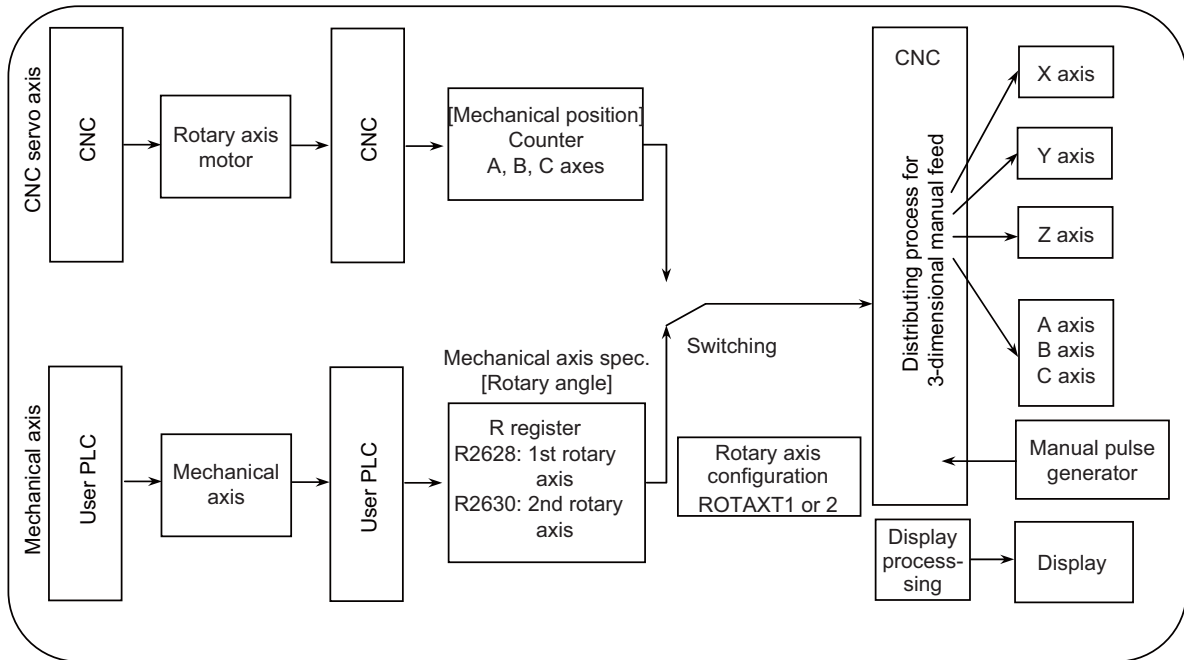 CNC servo axis
CNC
Rotary axis
motor
CNC
[Mechanical position]
Counter
A, B, C axes
Switching
Mechanical axis
User PLC
Mechanical
axis
User PLC
Mechanical axis spec.
[Rotary angle]
R register
R2628: 1st rotary
axis
R2630: 2nd rotary
axis
Rotary axis
configuration
ROTAXT1 or 2
CNC
Distributing process for
3-dimensional manual feed
X axis
Y axis
Z axis
A axis
B axis
C axis
Manual pulse
generator
Display
process-
sing
Display